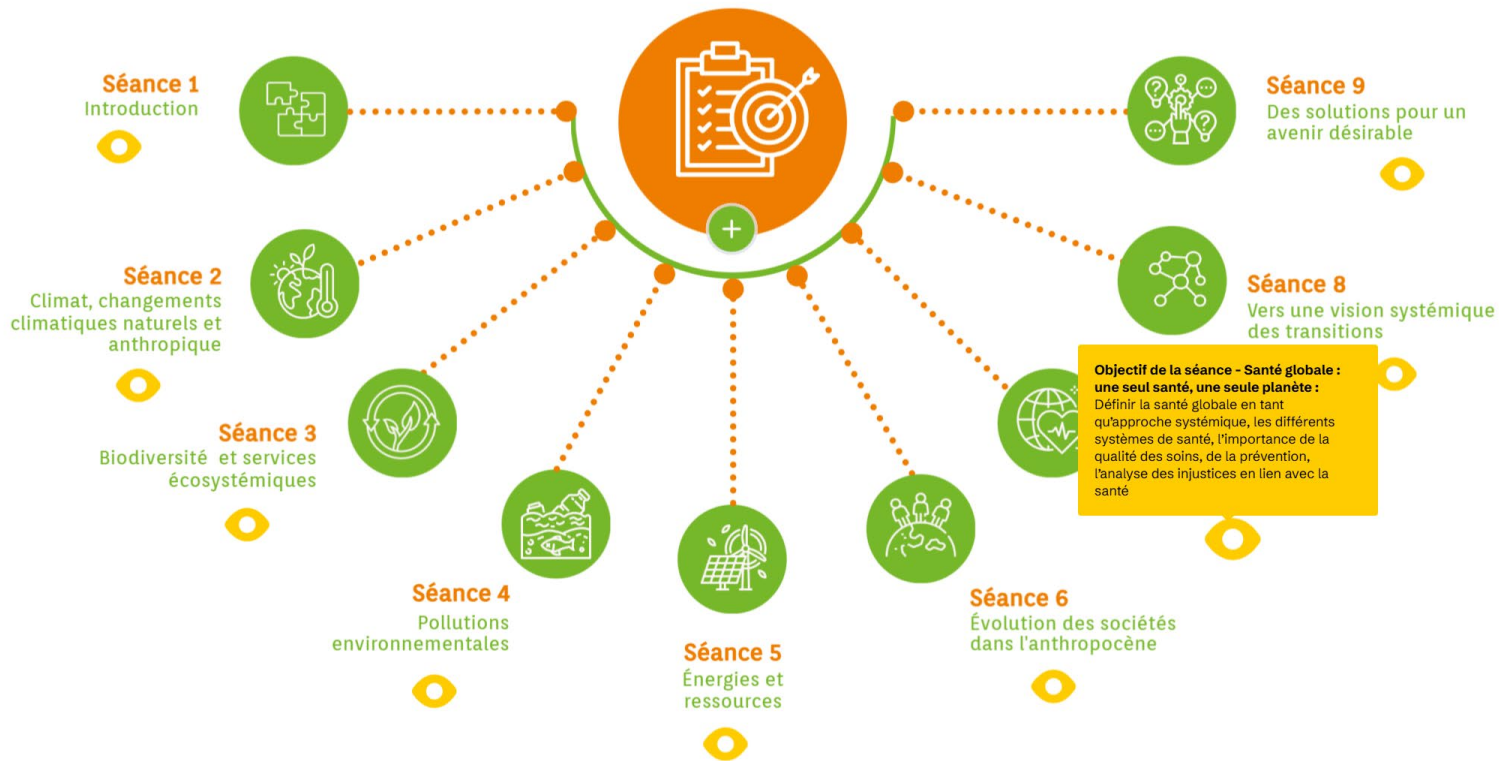 Séance 1
Introduction
Séance 2
Climat, changements
climatiques naturels et
anthropique
Séance 3
Biodiversité et services
écosystémiques
Séance 4
Pollutions
environnementales
Séance 5
Énergies et
ressources
Séance 6
Évolution des sociétés
dans l'anthropocène
Objectif de la séance - Santé globale :
une seul santé, une seule planète :
Définir la santé globale en tant
qu’approche systémique, les différents
systèmes de santé, l’importance de la
qualité des soins, de la prévention,
l’analyse des injustices en lien avec la
santé
Séance 8
Vers une vision systémique
des transitions
Séance 9
Des solutions pour un
avenir désirable